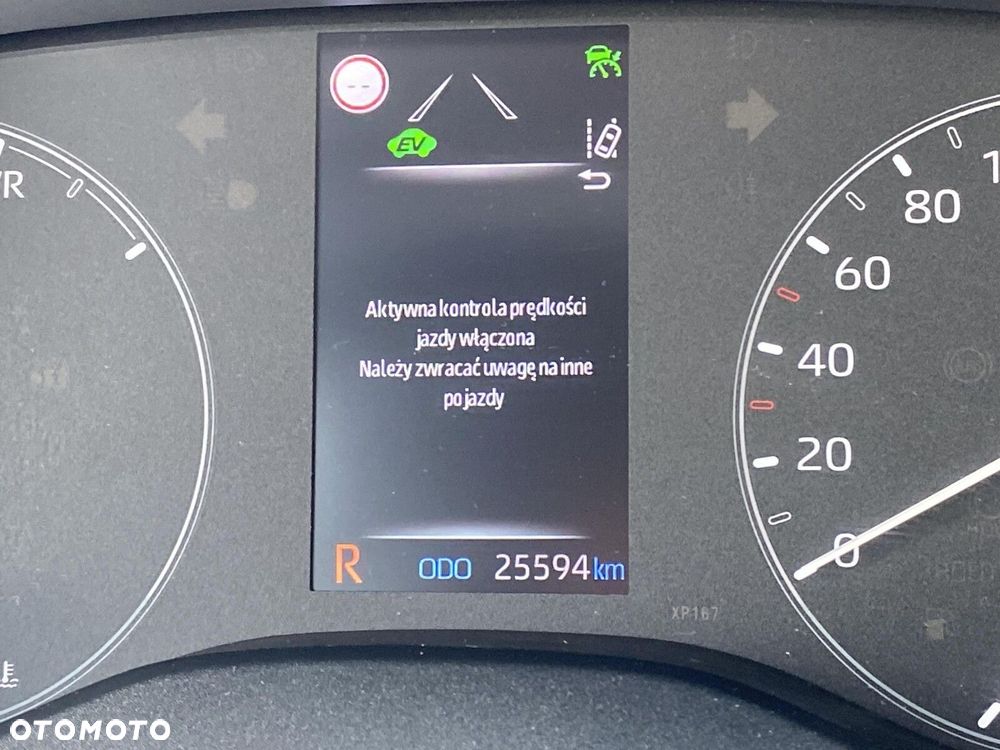 EV
Aktywna kontrola prędkości
jazdy włączona
Należy zwracać uwagę na inne
pojazdy
R ODO 25594 km
80
60
40
20
0
XP167
OTOMOTO